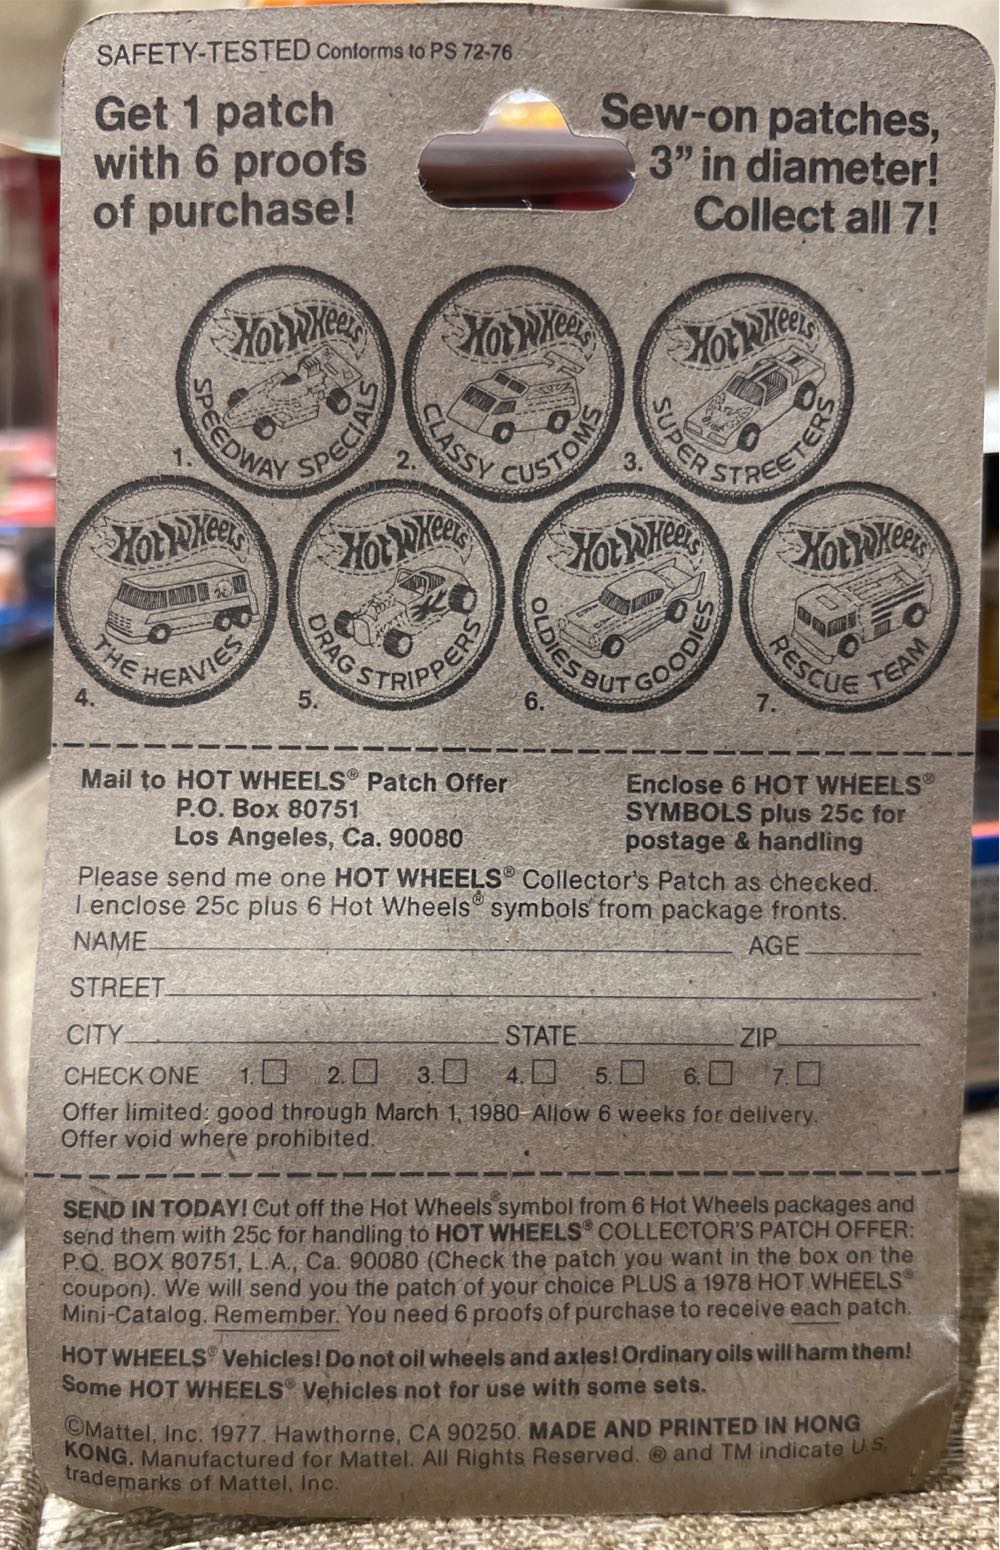 SAFETY-TESTED Conforms to PS 72-76
Get 1 patch
with 6 proofs
of purchase!
Sew-on patches,
3” in diameter!
Collect all 7!
Hot Wheels
SPEEDWAY SPECIALS
1.
Hot Wheels
CLASSY CUSTOMS
2.
Hot Wheels
SUPER STREETERS
3.
Hot Wheels
THE HEAVIES
4.
Hot Wheels
DRAG STRIPPERS
5.
Hot Wheels
OLDIES BUT GOODIES
6.
Hot Wheels
RESCUE TEAM
7.
Mail to HOT WHEELS® Patch Offer
P.O. Box 80751
Los Angeles, Ca. 90080
Enclose 6 HOT WHEELS®
SYMBOLS plus 25c for
postage & handling
Please send me one HOT WHEELS® Collector's Patch as checked.
I enclose 25c plus 6 Hot Wheels® symbols from package fronts.
NAME AGE
STREET
CITY STATE ZIP
CHECK ONE 1. 2. 3. 4. 5. 6. 7.
Offer limited: good through March 1, 1980 Allow 6 weeks for delivery.
Offer void where prohibited.
SEND IN TODAY! Cut off the Hot Wheels® symbol from 6 Hot Wheels packages and
send them with 25c for handling to HOT WHEELS® COLLECTOR'S PATCH OFFER:
P.O. BOX 80751, L.A., Ca. 90080 (Check the patch you want in the box on the
coupon). We will send you the patch of your choice PLUS a 1978 HOT WHEELS®
Mini-Catalog. Remember. You need 6 proofs of purchase to receive each patch.
HOT WHEELS® Vehicles! Do not oil wheels and axles! Ordinary oils will harm them!
Some HOT WHEELS® Vehicles not for use with some sets.
©Mattel, Inc. 1977. Hawthorne, CA 90250. MADE AND PRINTED IN HONG
KONG. Manufactured for Mattel. All Rights Reserved. ® and TM indicate U.S.
trademarks of Mattel, Inc.